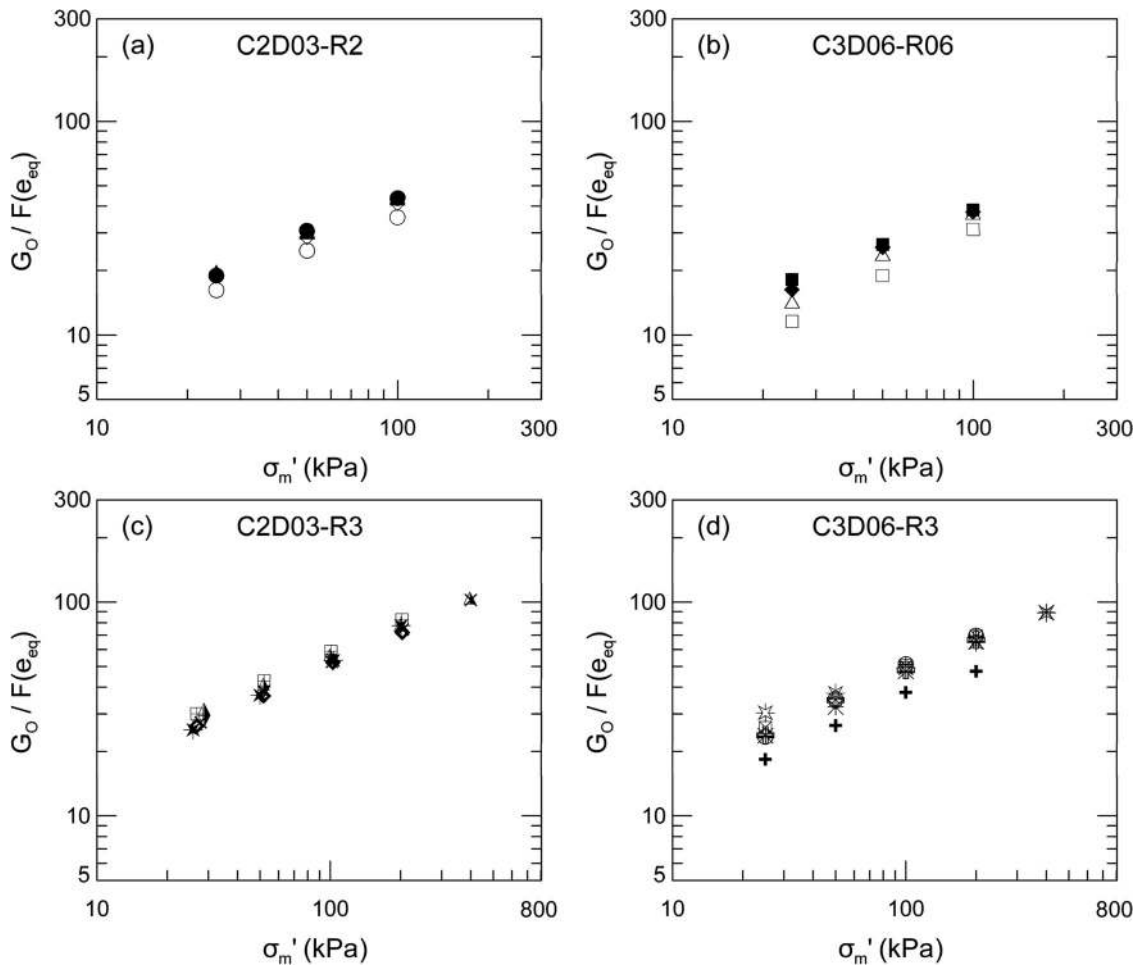 (a) C2D03-R2
300
100
10
5
G_O / F(e_eq)
10 100 300
σ_m' (kPa)
(b) C3D06-R06
300
100
10
5
G_O / F(e_eq)
10 100 300
σ_m' (kPa)
(c) C2D03-R3
300
100
10
5
G_O / F(e_eq)
10 100 800
σ_m' (kPa)
(d) C3D06-R3
300
100
10
5
G_O / F(e_eq)
10 100 800
σ_m' (kPa)